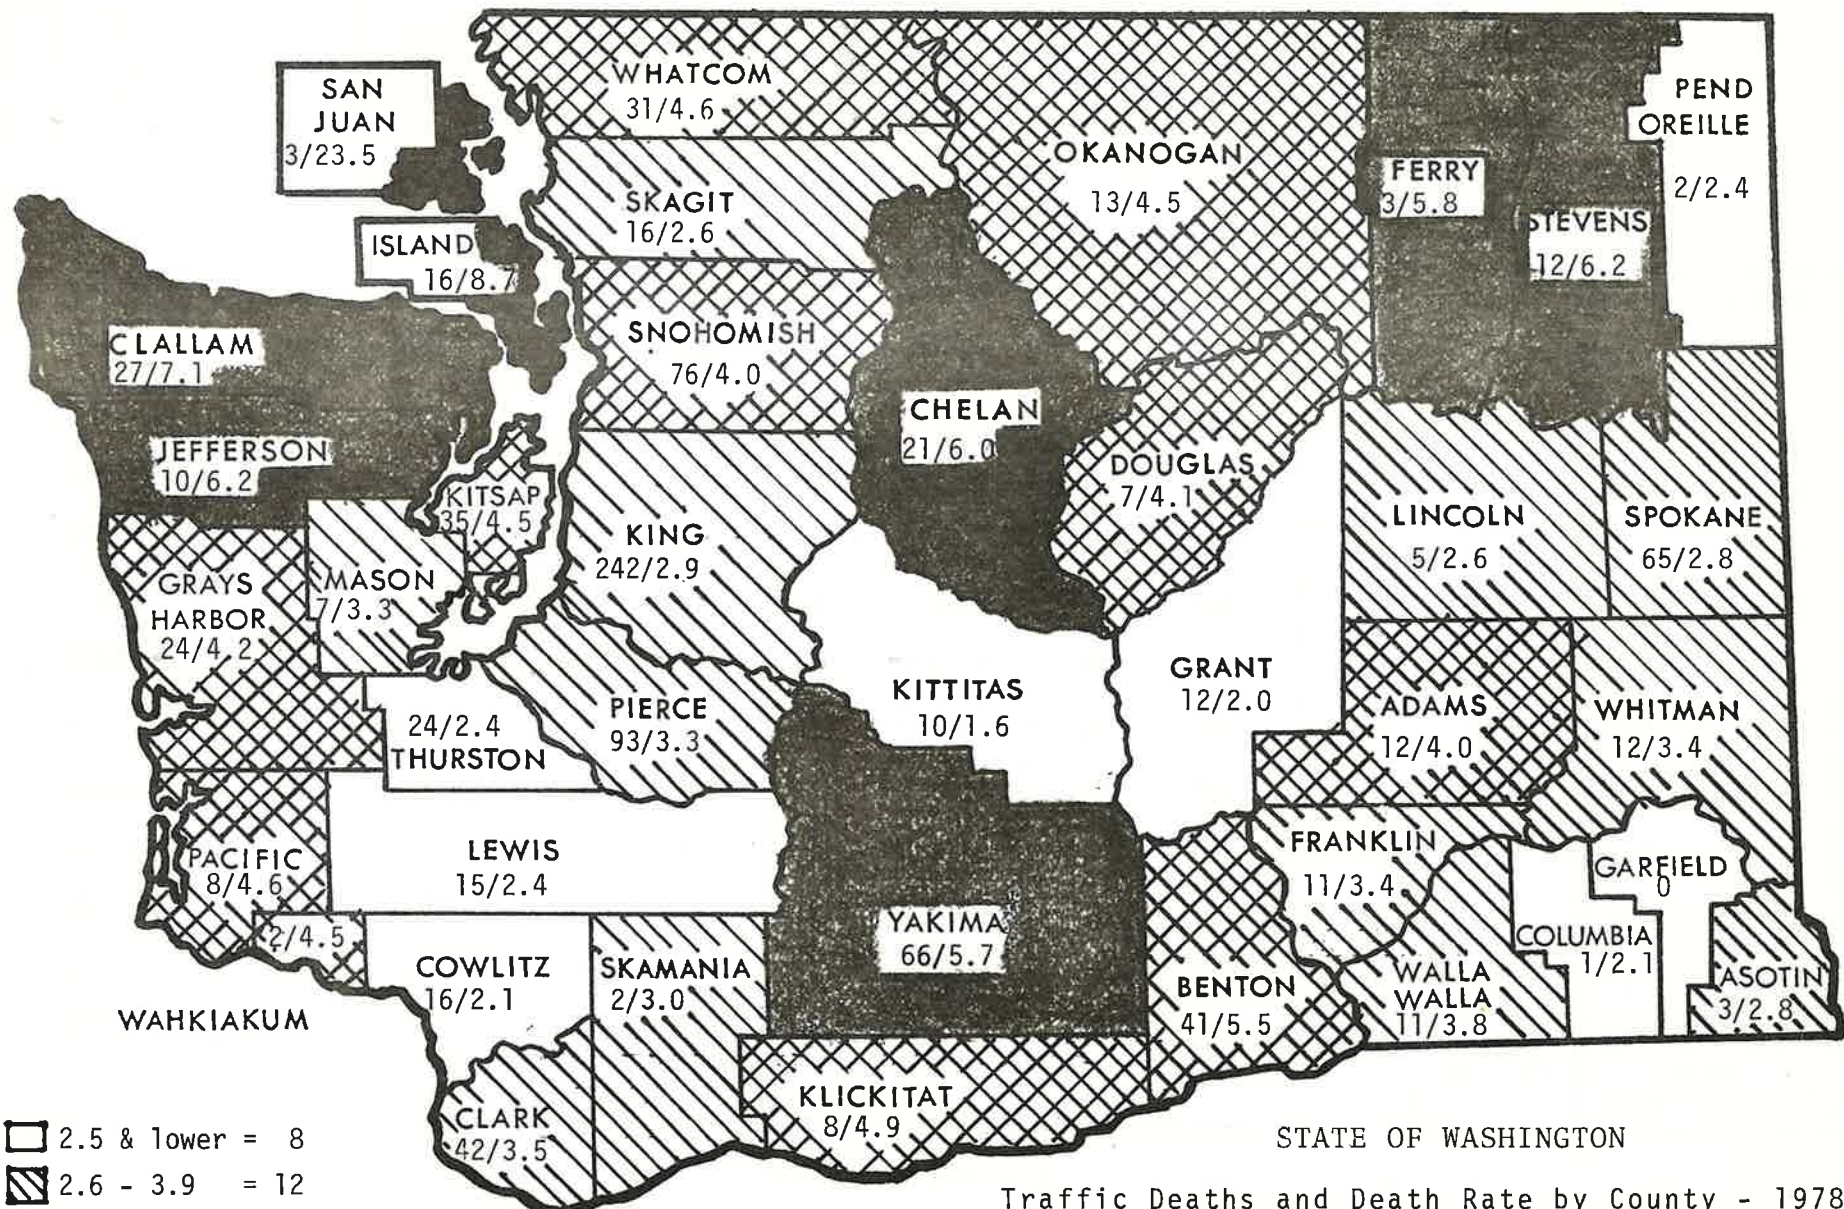 SAN
JUAN
3/23.5
WHATCOM
31/4.6
OKANOGAN
13/4.5
FERRY
3/5.8
STEVENS
12/6.2
PEND
OREILLE
2/2.4
SKAGIT
16/2.6
ISLAND
16/8.7
SNOHOMISH
76/4.0
CLALLAM
27/7.1
JEFFERSON
10/6.2
KITSAP
35/4.5
KING
242/2.9
CHELAN
21/6.0
DOUGLAS
7/4.1
LINCOLN
5/2.6
SPOKANE
65/2.8
GRAYS
HARBOR
24/4.2
MASON
7/3.3
24/2.4
THURSTON
PIERCE
93/3.3
KITTITAS
10/1.6
GRANT
12/2.0
ADAMS
12/4.0
WHITMAN
12/3.4
PACIFIC
8/4.6
LEWIS
15/2.4
YAKIMA
66/5.7
FRANKLIN
11/3.4
GARFIELD
0
COLUMBIA
1/2.1
ASOTIN
3/2.8
2/4.5
WAHKIAKUM
COWLITZ
16/2.1
SKAMANIA
2/3.0
BENTON
41/5.5
WALLA
WALLA
11/3.8
CLARK
42/3.5
KLICKITAT
8/4.9
2.5 & lower = 8
2.6 - 3.9 = 12
STATE OF WASHINGTON
Traffic Deaths and Death Rate by County - 1978